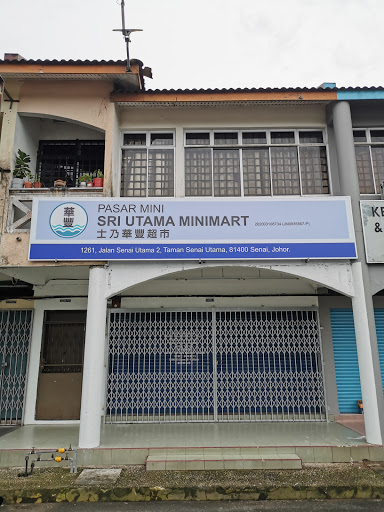 華豐
PASAR MINI
SRI UTAMA MINIMART
士乃華豐超市
1261, Jalan Senai Utama 2, Taman Senai Utama, 81400 Senai, Johor.
KE
&